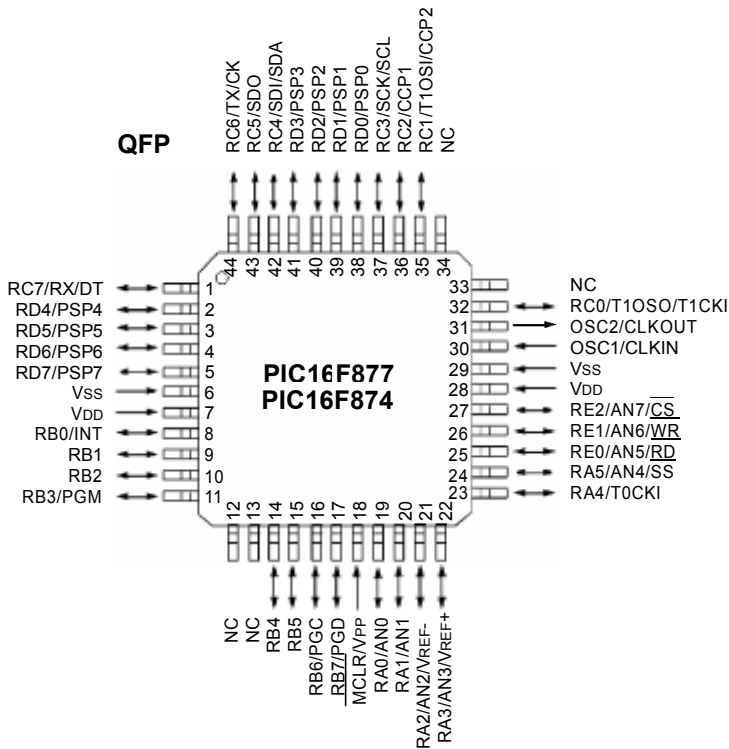 QFP
RC6/TX/CK
RC5/SDO
RC4/SDI/SDA
RD3/PSP3
RD2/PSP2
RD1/PSP1
RD0/PSP0
RC3/SCK/SCL
RC2/CCP1
RC1/T1OSI/CCP2
NC
44
43
42
41
40
39
38
37
36
35
34
RC7/RX/DT 1
RD4/PSP4 2
RD5/PSP5 3
RD6/PSP6 4
RD7/PSP7 5
VSS 6
VDD 7
RB0/INT 8
RB1 9
RB2 10
RB3/PGM 11
PIC16F877
PIC16F874
33 NC
32 RC0/T1OSO/T1CKI
31 OSC2/CLKOUT
30 OSC1/CLKIN
29 VSS
28 VDD
27 RE2/AN7/CS
26 RE1/AN6/WR
25 RE0/AN5/RD
24 RA5/AN4/SS
23 RA4/T0CKI
12
13
14
15
16
17
18
19
20
21
22
NC
NC
RB4
RB5
RB6/PGC
RB7/PGD
MCLR/VPP
RA0/AN0
RA1/AN1
RA2/AN2/VREF-
RA3/AN3/VREF+